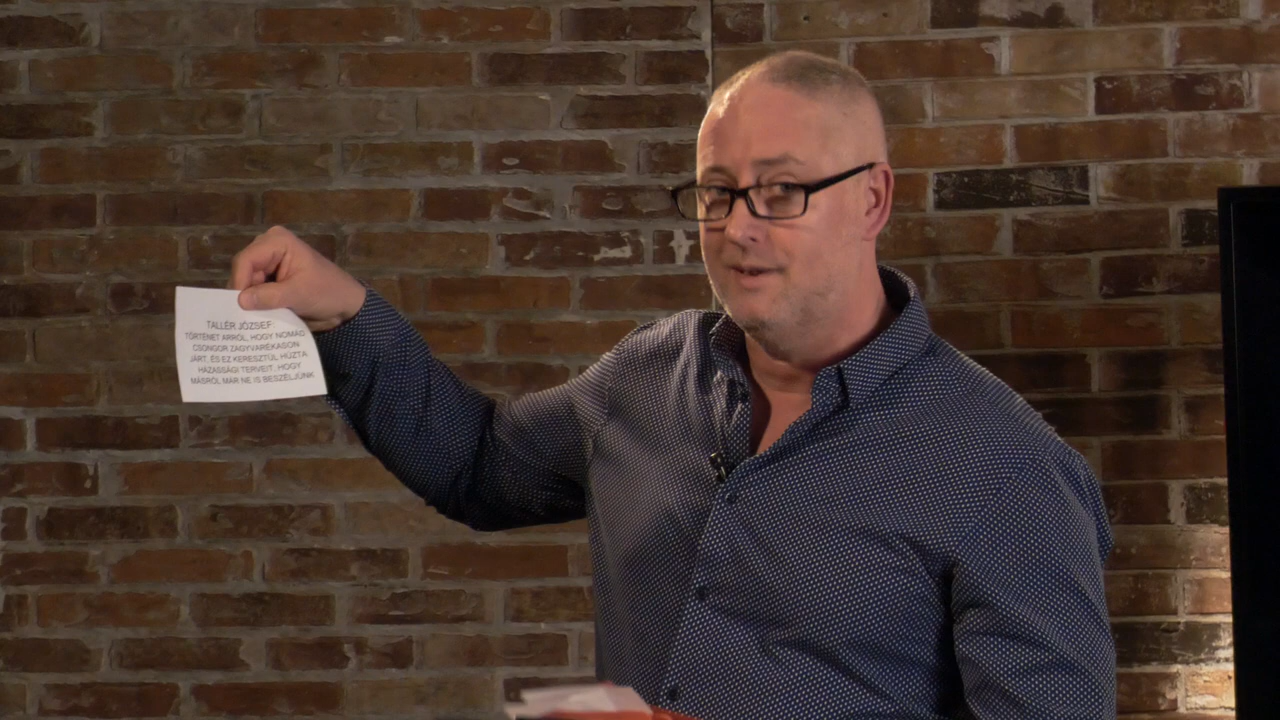 TALLÉR JÓZSEF:
TÖRTÉNET ARRÓL, HOGY NOMÁD
CSONGOR ZAGYVARÉKASON
JÁRT. ÉS EZ KERESZTÜL HÚZTA
HÁZASSÁGI TERVEIT. HOGY
MÁSRÓL MÁR NE IS BESZÉLJÜNK